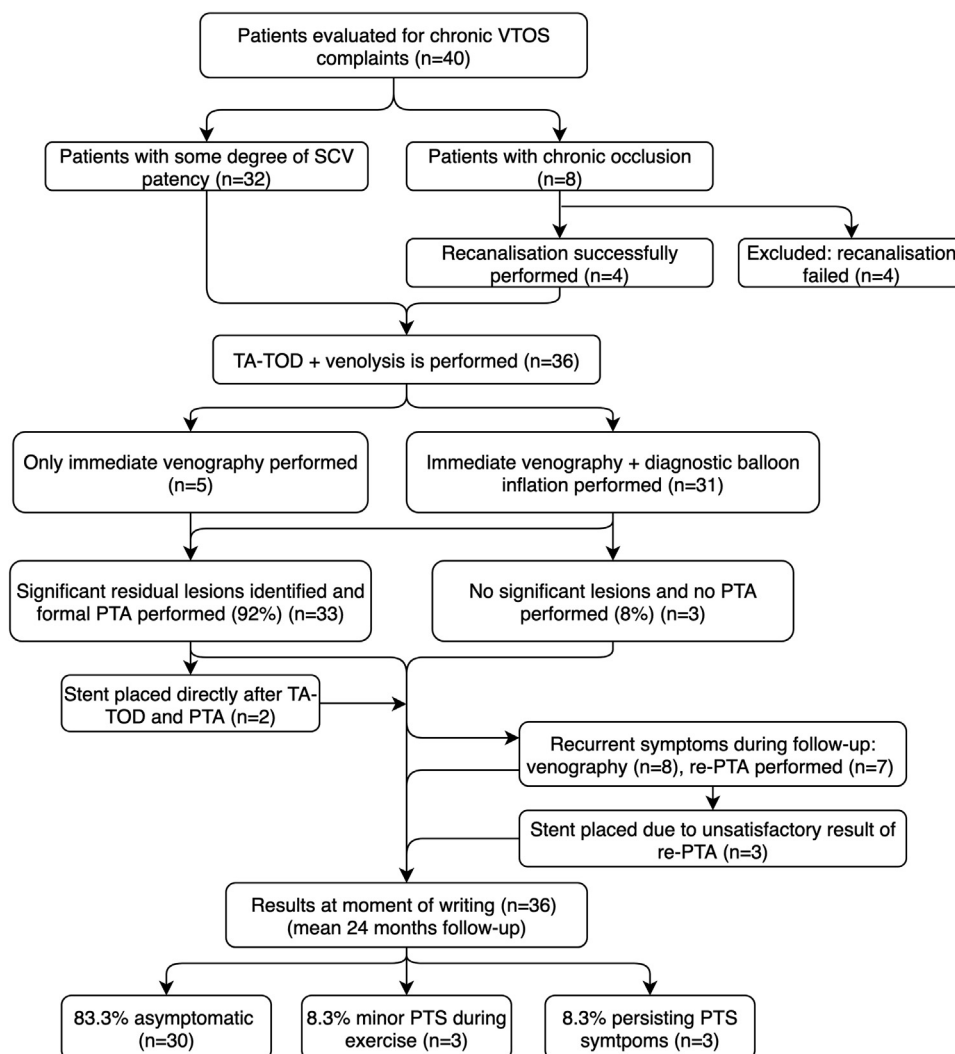 Patients evaluated for chronic VTOS
complaints (n=40)
Patients with some degree of SCV
patency (n=32)
Patients with chronic occlusion
(n=8)
Recanalisation successfully
performed (n=4)
Excluded: recanalisation
failed (n=4)
TA-TOD + venolysis is performed (n=36)
Only immediate venography performed
(n=5)
Immediate venography + diagnostic balloon
inflation performed (n=31)
Significant residual lesions identified and
formal PTA performed (92%) (n=33)
No significant lesions and no PTA
performed (8%) (n=3)
Stent placed directly after TA-
TOD and PTA (n=2)
Recurrent symptoms during follow-up:
venography (n=8), re-PTA performed (n=7)
Stent placed due to unsatisfactory result of
re-PTA (n=3)
Results at moment of writing (n=36)
(mean 24 months follow-up)
83.3% asymptomatic
(n=30)
8.3% minor PTS during
exercise (n=3)
8.3% persisting PTS
symtpoms (n=3)